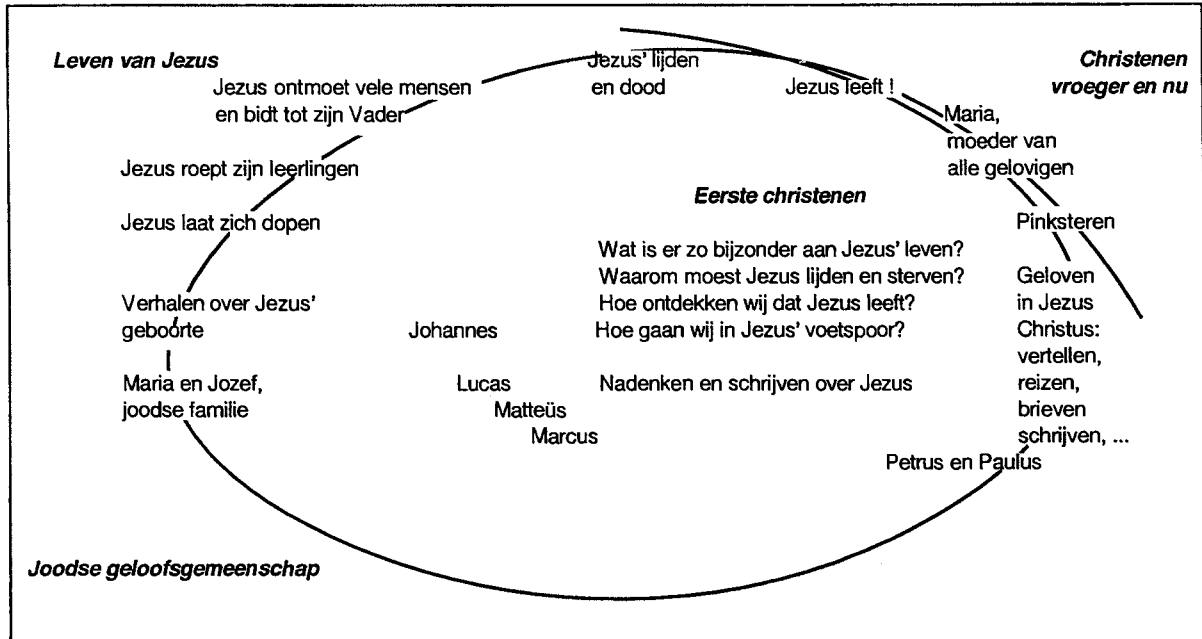 Leven van Jezus
Jezus ontmoet vele mensen
en bidt tot zijn Vader
Jezus' lijden
en dood
Jezus leeft !
Christenen
vroeger en nu
Maria,
moeder van
alle gelovigen
Jezus roept zijn leerlingen
Eerste christenen
Jezus laat zich dopen
Pinksteren
Wat is er zo bijzonder aan Jezus' leven?
Waarom moest Jezus lijden en sterven?
Hoe ontdekken wij dat Jezus leeft?
Hoe gaan wij in Jezus' voetspoor?
Verhalen over Jezus'
geboorte
Johannes
Geloven
in Jezus
Christus:
vertellen,
reizen,
brieven
schrijven, ...
Maria en Jozef,
joodse familie
Lucas
Matteüs
Marcus
Nadenken en schrijven over Jezus
Petrus en Paulus
Joodse geloofsgemeenschap